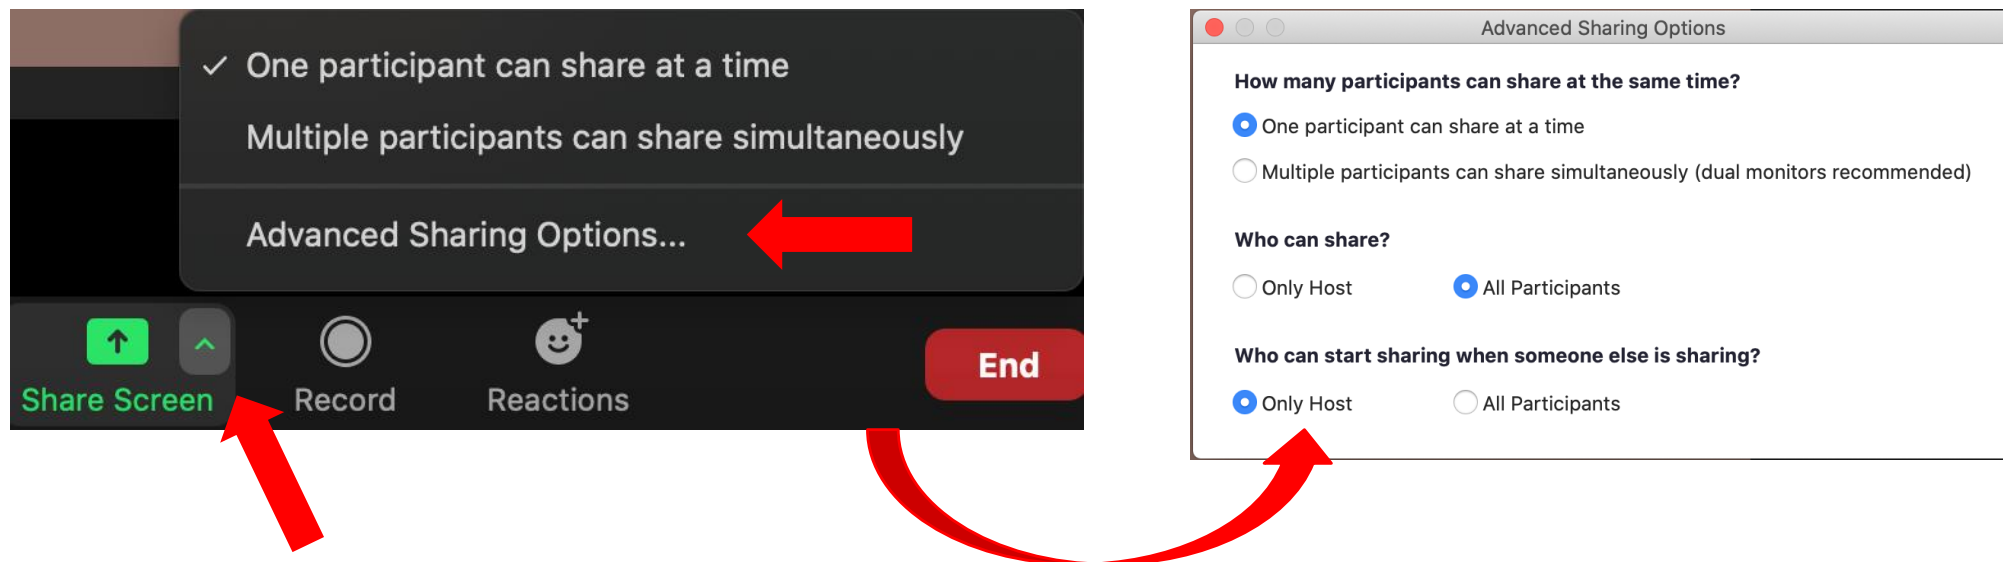 One participant can share at a time
Multiple participants can share simultaneously
Advanced Sharing Options...
Share Screen
Record
Reactions
End
Advanced Sharing Options
How many participants can share at the same time?
One participant can share at a time
Multiple participants can share simultaneously (dual monitors recommended)
Who can share?
Only Host All Participants
Who can start sharing when someone else is sharing?
Only Host All Participants